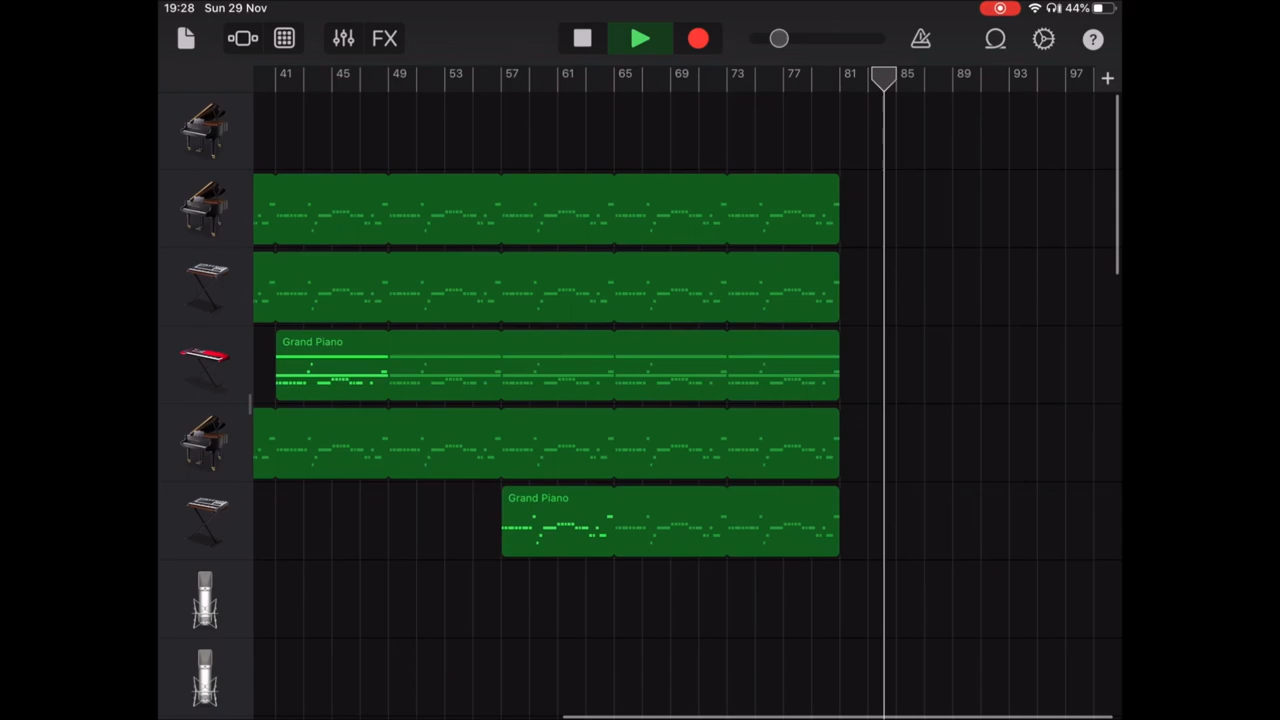 19:28 Sun 29 Nov 44%
FX ?
41 45 49 53 57 61 65 69 73 77 81 85 89 93 97 +
Grand Piano
Grand Piano